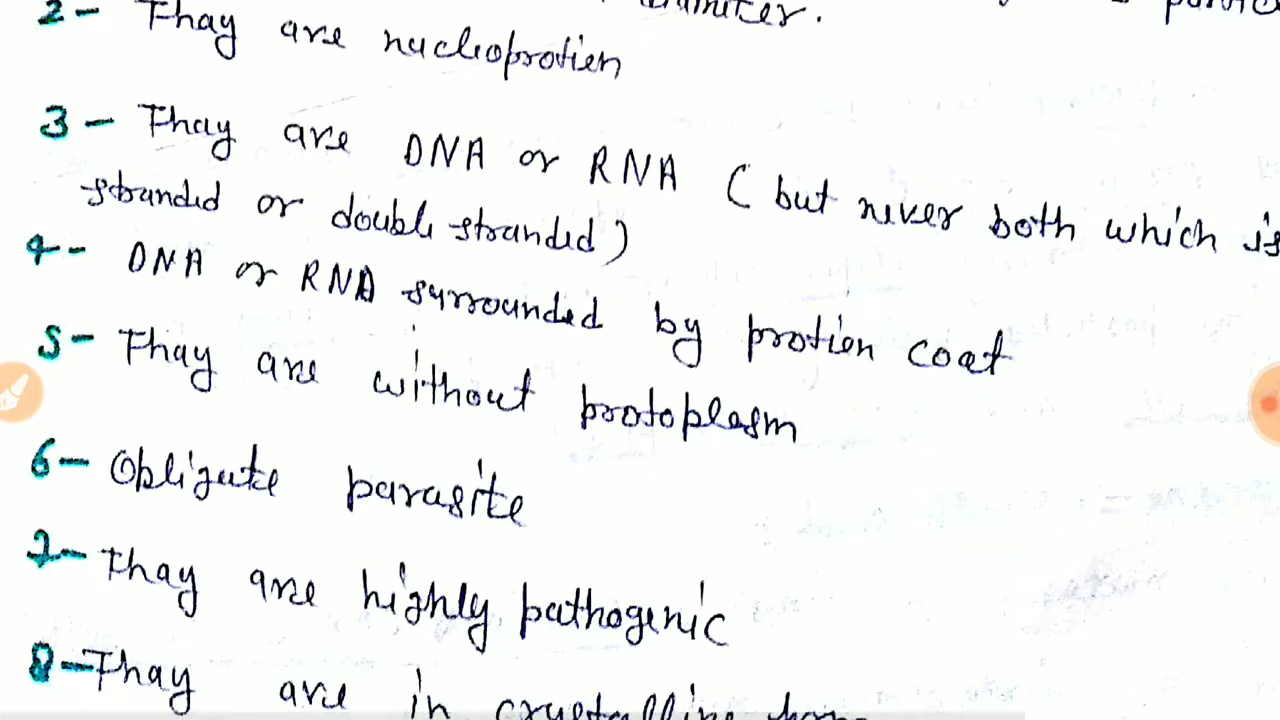 2- Thay are nucleoprotien
3- Thay are DNA or RNA ( but never both which is
stranded or double stranded)
4- DNA or RNA surrounded by protien coat
5- Thay are without protoplasm
6- Obligate parasite
7- Thay are highly pathogenic
8- Thay are in crystalline